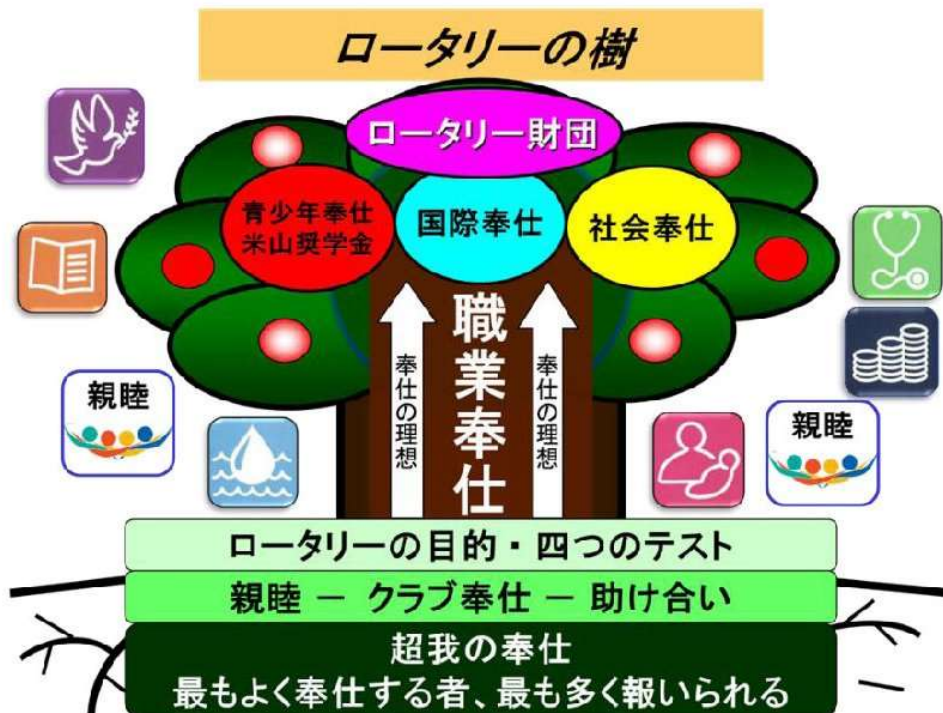 ロータリーの樹
ロータリー財団
青少年奉仕
米山奨学金
国際奉仕
社会奉仕
職業奉仕
奉仕の理想
奉仕の理想
親睦
親睦
ロータリーの目的・四つのテスト
親睦 － クラブ奉仕 － 助け合い
超我の奉仕
最もよく奉仕する者、最も多く報いられる